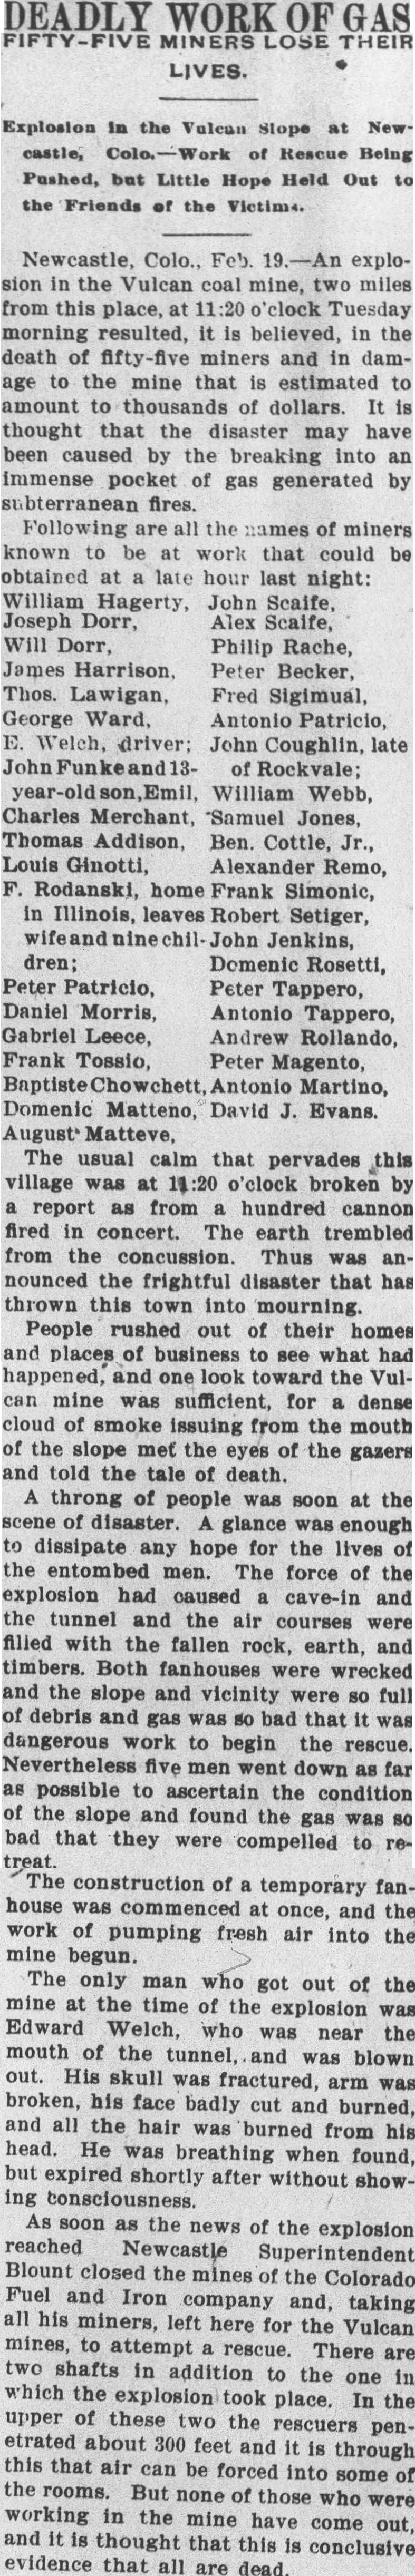 DEADLY WORK OF GAS
FIFTY-FIVE MINERS LOSE THEIR
LIVES.
Explosion in the Vulcan Slope at New-
castle, Colo.—Work of Rescue Being
Pushed, but Little Hope Held Out to
the Friends of the Victims.
Newcastle, Colo., Feb. 19.—An explo-
sion in the Vulcan coal mine, two miles
from this place, at 11:20 o'clock Tuesday
morning resulted, it is believed, in the
death of fifty-five miners and in dam-
age to the mine that is estimated to
amount to thousands of dollars. It is
thought that the disaster may have
been caused by the breaking into an
immense pocket of gas generated by
subterranean fires.
Following are all the names of miners
known to be at work that could be
obtained at a late hour last night:
William Hagerty, John Scaife,
Joseph Dorr, Alex Scaife,
Will Dorr, Philip Rache,
James Harrison, Peter Becker,
Thos. Lawigan, Fred Sigimual,
George Ward, Antonio Patricio,
E. Welch, driver; John Coughlin, late
John Funke and 13- of Rockvale;
year-old son, Emil, William Webb,
Charles Merchant, Samuel Jones,
Thomas Addison, Ben. Cottle, Jr.,
Louis Ginotti, Alexander Remo,
F. Rodanski, home Frank Simonic,
in Illinois, leaves Robert Setiger,
wife and nine chil- John Jenkins,
dren; Domenic Rosetti,
Peter Patricio, Peter Tappero,
Daniel Morris, Antonio Tappero,
Gabriel Leece, Andrew Rollando,
Frank Tossio, Peter Magento,
Baptiste Chowchett, Antonio Martino,
Domenic Matteno, David J. Evans.
August Matteve,
The usual calm that pervades this
village was at 11:20 o'clock broken by
a report as from a hundred cannon
fired in concert. The earth trembled
from the concussion. Thus was an-
nounced the frightful disaster that has
thrown this town into mourning.
People rushed out of their homes
and places of business to see what had
happened, and one look toward the Vul-
can mine was sufficient, for a dense
cloud of smoke issuing from the mouth
of the slope met the eyes of the gazers
and told the tale of death.
A throng of people was soon at the
scene of disaster. A glance was enough
to dissipate any hope for the lives of
the entombed men. The force of the
explosion had caused a cave-in and
the tunnel and the air courses were
filled with the fallen rock, earth, and
timbers. Both fanhouses were wrecked
and the slope and vicinity were so full
of debris and gas was so bad that it was
dangerous work to begin the rescue.
Nevertheless five men went down as far
as possible to ascertain the condition
of the slope and found the gas was so
bad that they were compelled to re-
treat.
The construction of a temporary fan-
house was commenced at once, and the
work of pumping fresh air into the
mine begun.
The only man who got out of the
mine at the time of the explosion was
Edward Welch, who was near the
mouth of the tunnel, and was blown
out. His skull was fractured, arm was
broken, his face badly cut and burned,
and all the hair was burned from his
head. He was breathing when found,
but expired shortly after without show-
ing consciousness.
As soon as the news of the explosion
reached Newcastle Superintendent
Blount closed the mines of the Colorado
Fuel and Iron company and, taking
all his miners, left here for the Vulcan
mines, to attempt a rescue. There are
two shafts in addition to the one in
which the explosion took place. In the
upper of these two the rescuers pen-
etrated about 300 feet and it is through
this that air can be forced into some of
the rooms. But none of those who were
working in the mine have come out,
and it is thought that this is conclusive
evidence that all are dead.